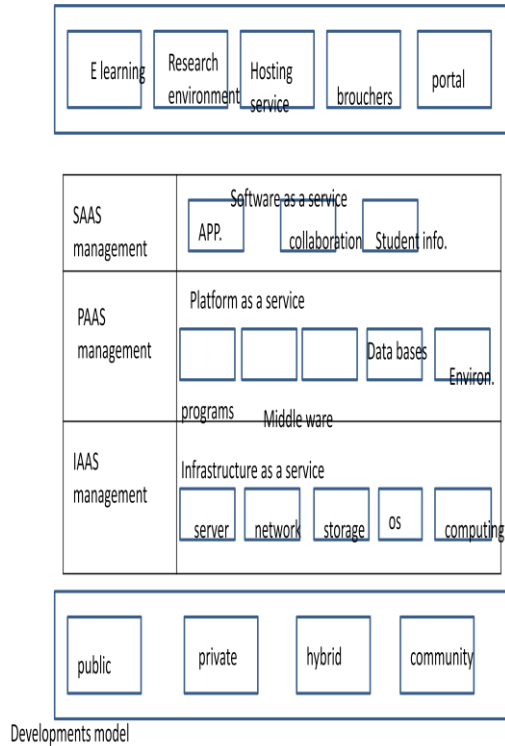 E learning
Research
environment
Hosting
service
brouchers
portal
SAAS
management
Software as a service
APP.
collaboration
Student info.
PAAS
management
Platform as a service
Data bases
Environ.
programs
Middle ware
IAAS
management
Infrastructure as a service
server
network
storage
os
computing
public
private
hybrid
community
Developments model